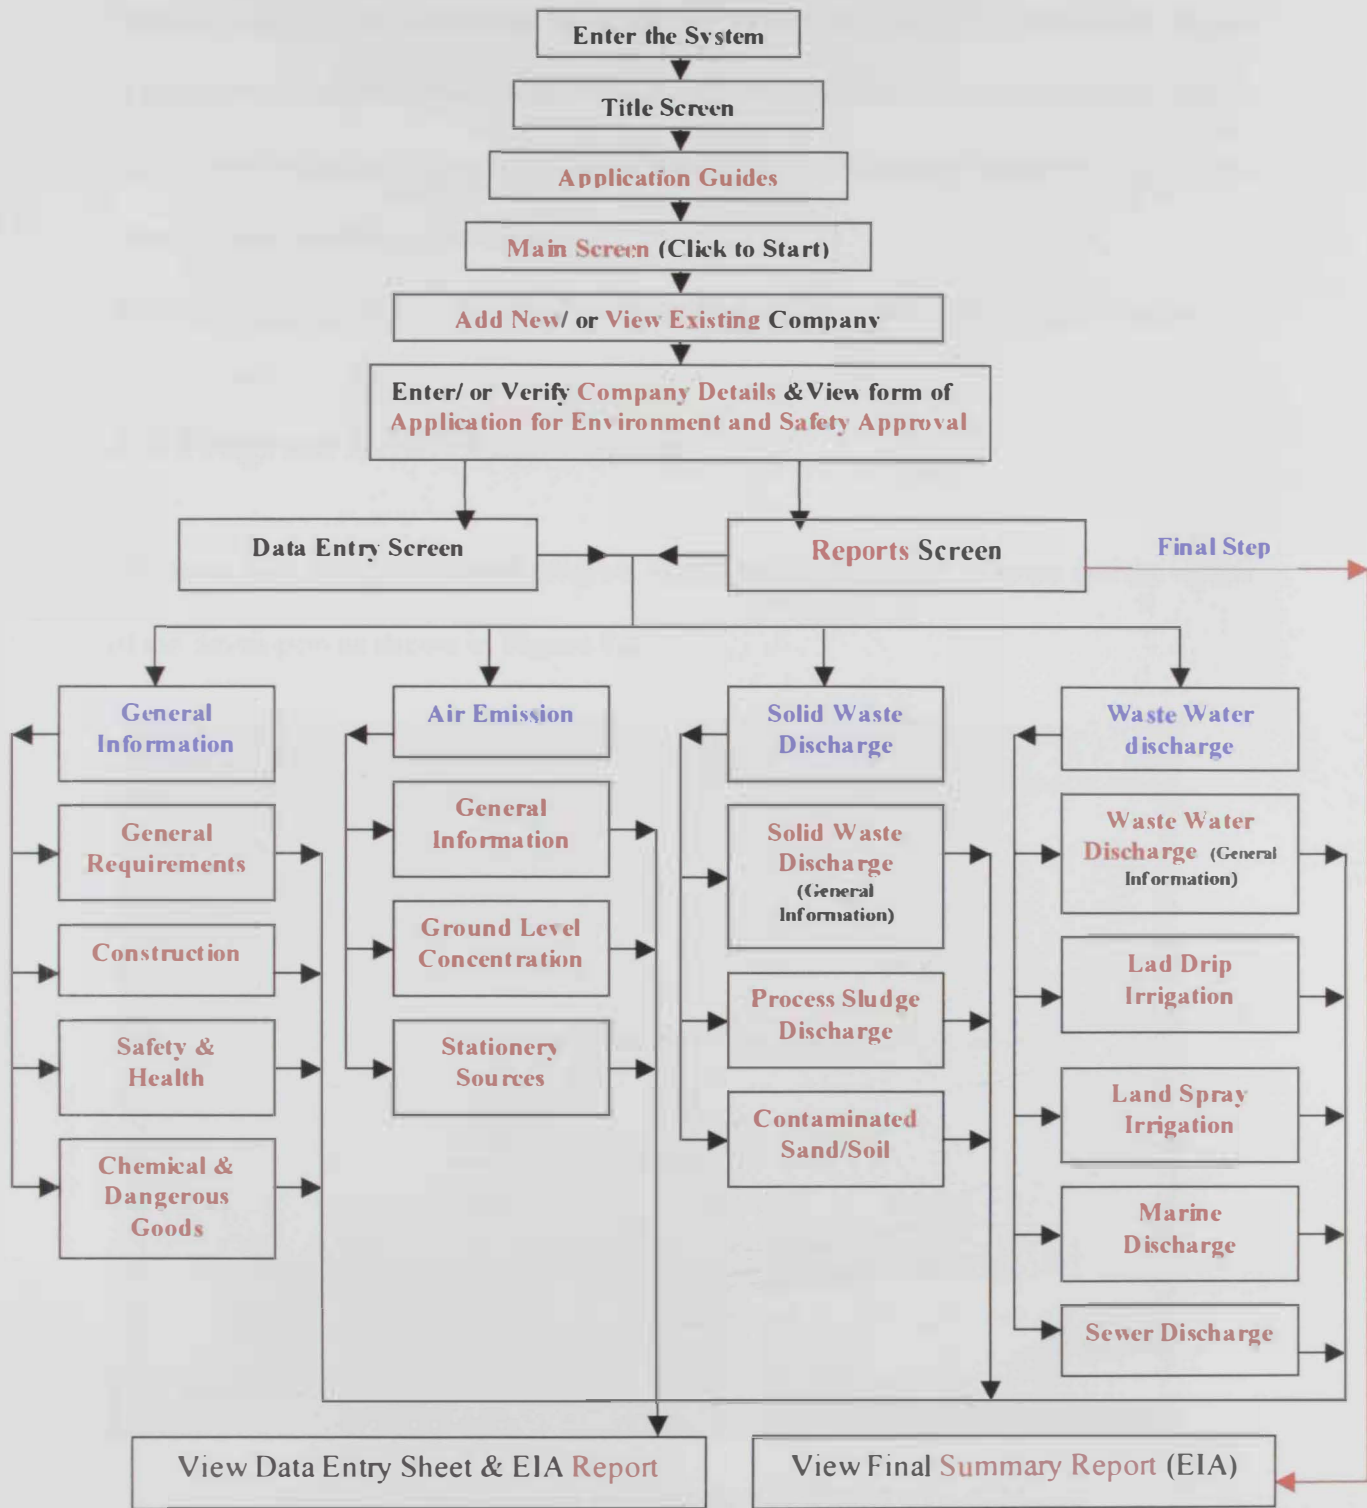 Enter the System
Title Screen
Application Guides
Main Screen (Click to Start)
Add New/ or View Existing Company
Enter/ or Verify Company Details &View form of
Application for Environment and Safety Approval
Data Entry Screen
Reports Screen
Final Step
General
Information
Air Emission
Solid Waste
Discharge
Waste Water
discharge
General
Requirements
Construction
Safety &
Health
Chemical &
Dangerous
Goods
General
Information
Ground Level
Concentration
Stationery
Sources
Solid Waste
Discharge
(General
Information)
Process Sludge
Discharge
Contaminated
Sand/Soil
Waste Water
Discharge (General
Information)
Lad Drip
Irrigation
Land Spray
Irrigation
Marine
Discharge
Sewer Discharge
View Data Entry Sheet & EIA Report
View Final Summary Report (EIA)